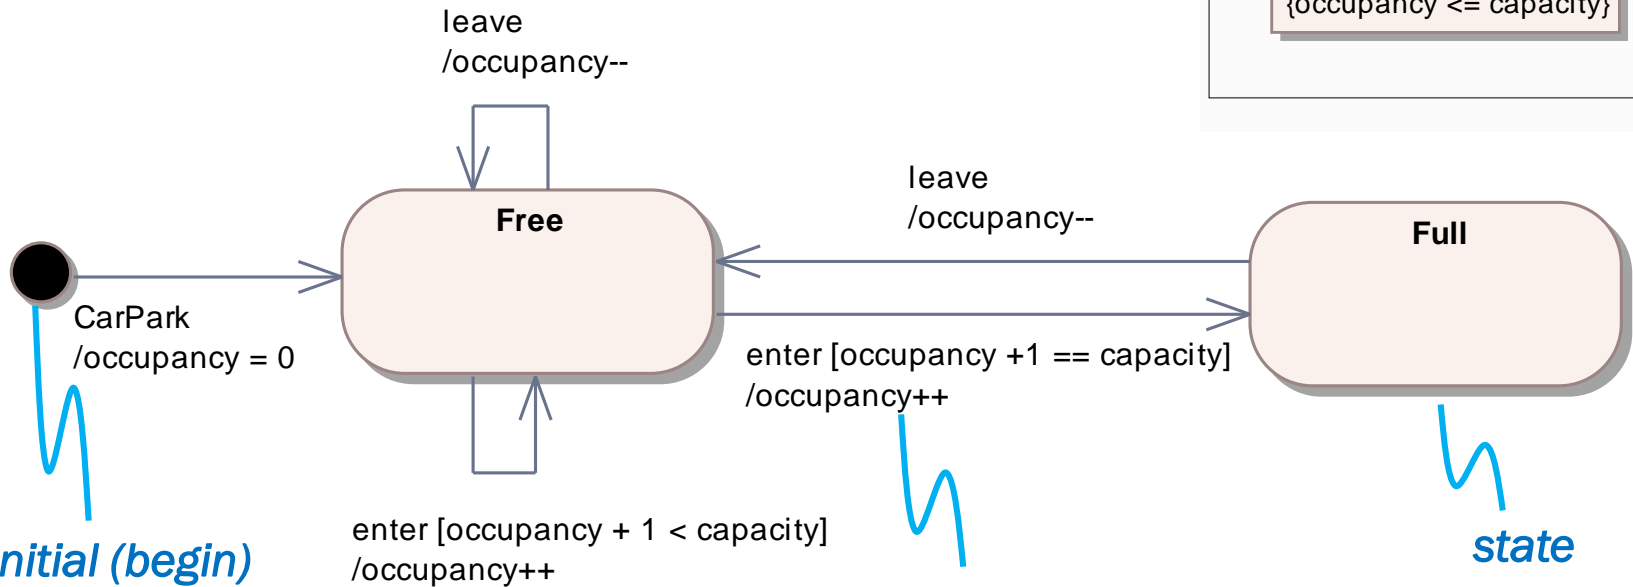 leave
/occupancy--
{occupancy <= capacity}
leave
/occupancy--
Free
Full
CarPark
/occupancy = 0
enter [occupancy +1 == capacity]
/occupancy++
enter [occupancy + 1 < capacity]
/occupancy++
nitial (begin)
state